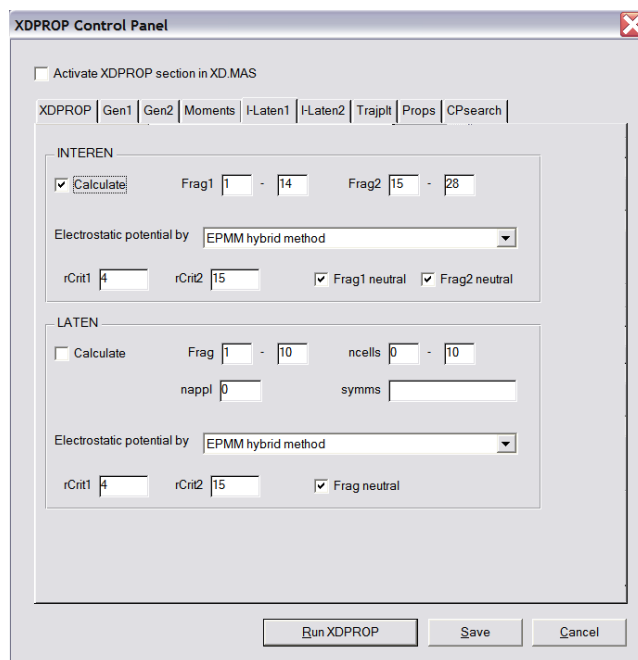 XDPROP Control Panel
Activate XDPROP section in XD.MAS
XDPROP Gen1 Gen2 Moments I-Laten1 I-Laten2 Trajplt Props CPsearch
INTEREN
Calculate Frag1 1 - 14 Frag2 15 - 28
Electrostatic potential by EPMM hybrid method
rCrit1 4 rCrit2 15 Frag1 neutral Frag2 neutral
LATEN
Calculate Frag 1 - 10 ncells 0 - 10
nappl 0 symms
Electrostatic potential by EPMM hybrid method
rCrit1 4 rCrit2 15 Frag neutral
Run XDPROP Save Cancel